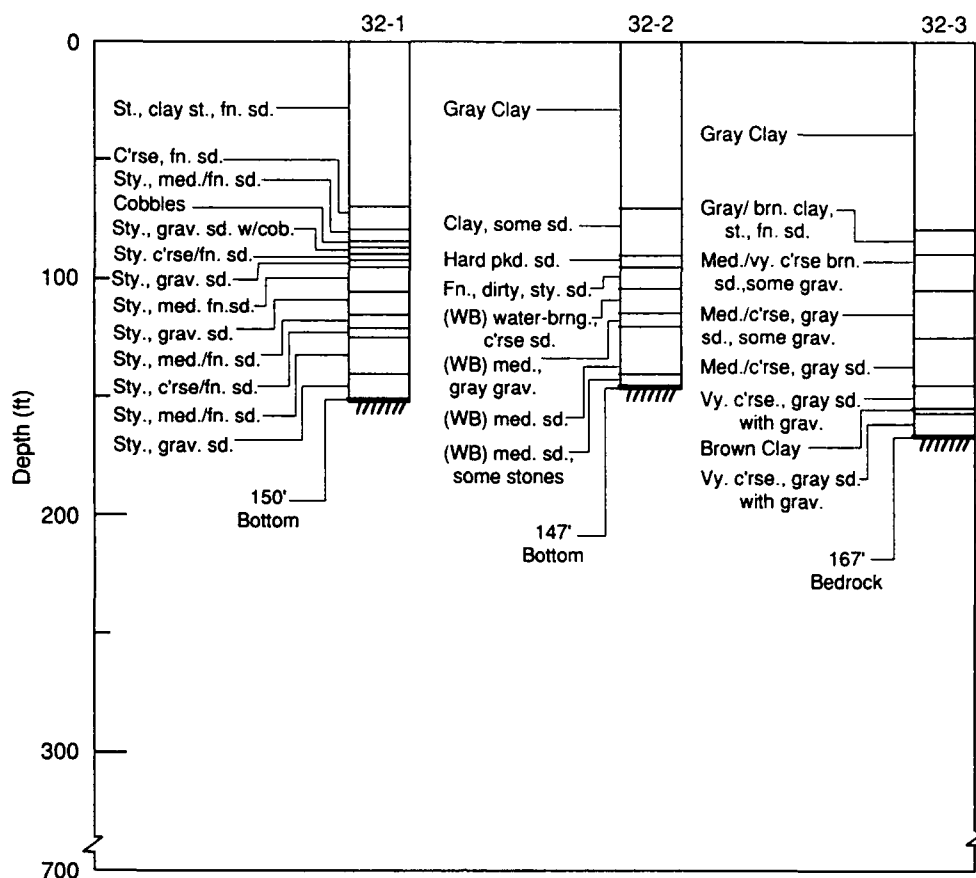 32-1
32-2
32-3
0
100
200
300
700
Depth (ft)
St., clay st., fn. sd.
C'rse, fn. sd.
Sty., med./fn. sd.
Cobbles
Sty., grav. sd. w/cob.
Sty. c'rse/fn. sd.
Sty., grav. sd.
Sty., med. fn.sd.
Sty., grav. sd.
Sty., med./fn. sd.
Sty., c'rse/fn. sd.
Sty., med./fn. sd.
Sty., grav. sd.
150'
Bottom
Gray Clay
Clay, some sd.
Hard pkd. sd.
Fn., dirty, sty. sd.
(WB) water-brng.,
c'rse sd.
(WB) med.,
gray grav.
(WB) med. sd.
(WB) med. sd.,
some stones
147'
Bottom
Gray Clay
Gray/ brn. clay,
st., fn. sd.
Med./vy. c'rse brn.
sd.,some grav.
Med./c'rse, gray
sd., some grav.
Med./c'rse, gray sd.
Vy. c'rse., gray sd.
with grav.
Brown Clay
Vy. c'rse., gray sd.
with grav.
167'
Bedrock